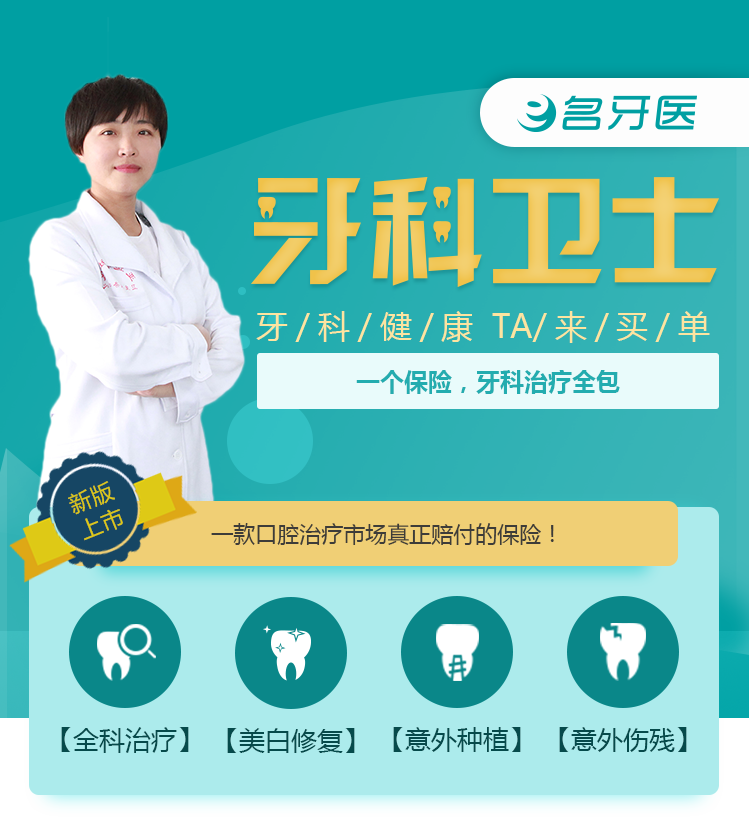 名牙医
牙科卫士
牙/科/健/康 TA/来/买/单
一个保险，牙科治疗全包
新版
上市
一款口腔治疗市场真正赔付的保险！
【全科治疗】 【美白修复】 【意外种植】 【意外伤残】